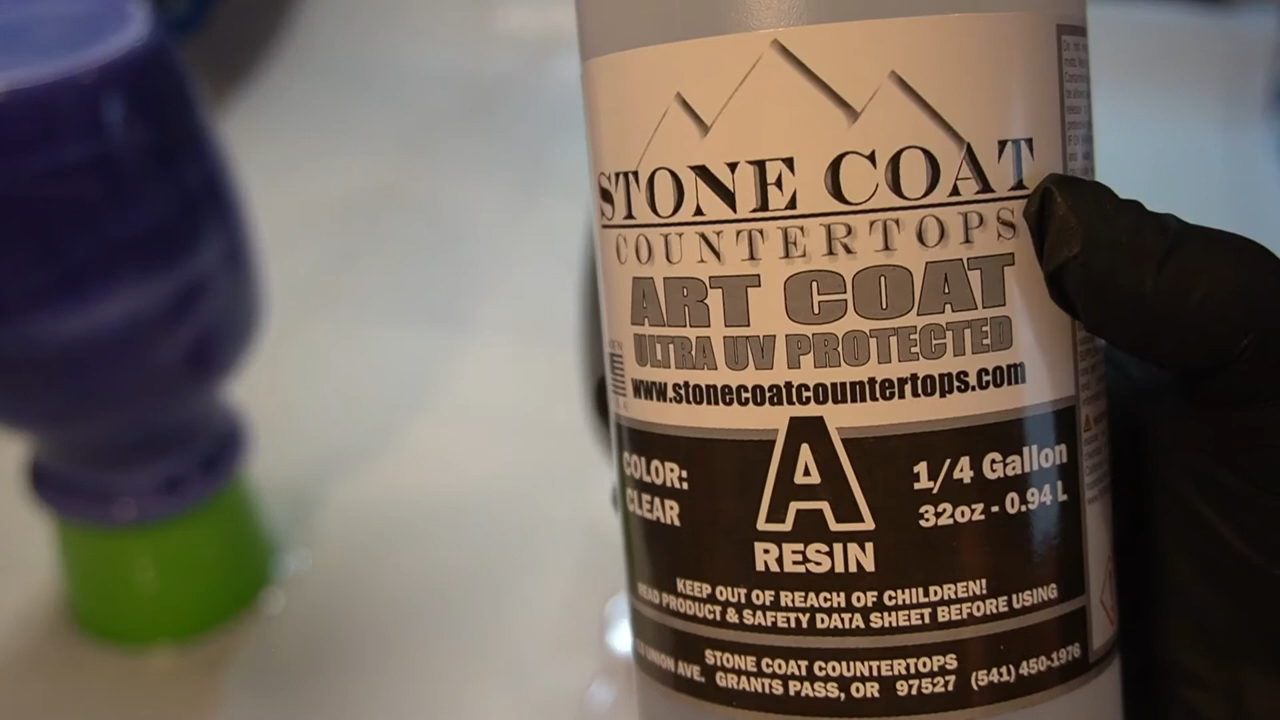 STONE COAT
COUNTERTOPS
ART COAT
ULTRA UV PROTECTED
www.stonecoatcountertops.com
COLOR:
CLEAR
A
RESIN
1/4 Gallon
32oz - 0.94 L
KEEP OUT OF REACH OF CHILDREN!
READ PRODUCT & SAFETY DATA SHEET BEFORE USING
UNION AVE.
STONE COAT COUNTERTOPS
GRANTS PASS, OR 97527 (541) 450-1976